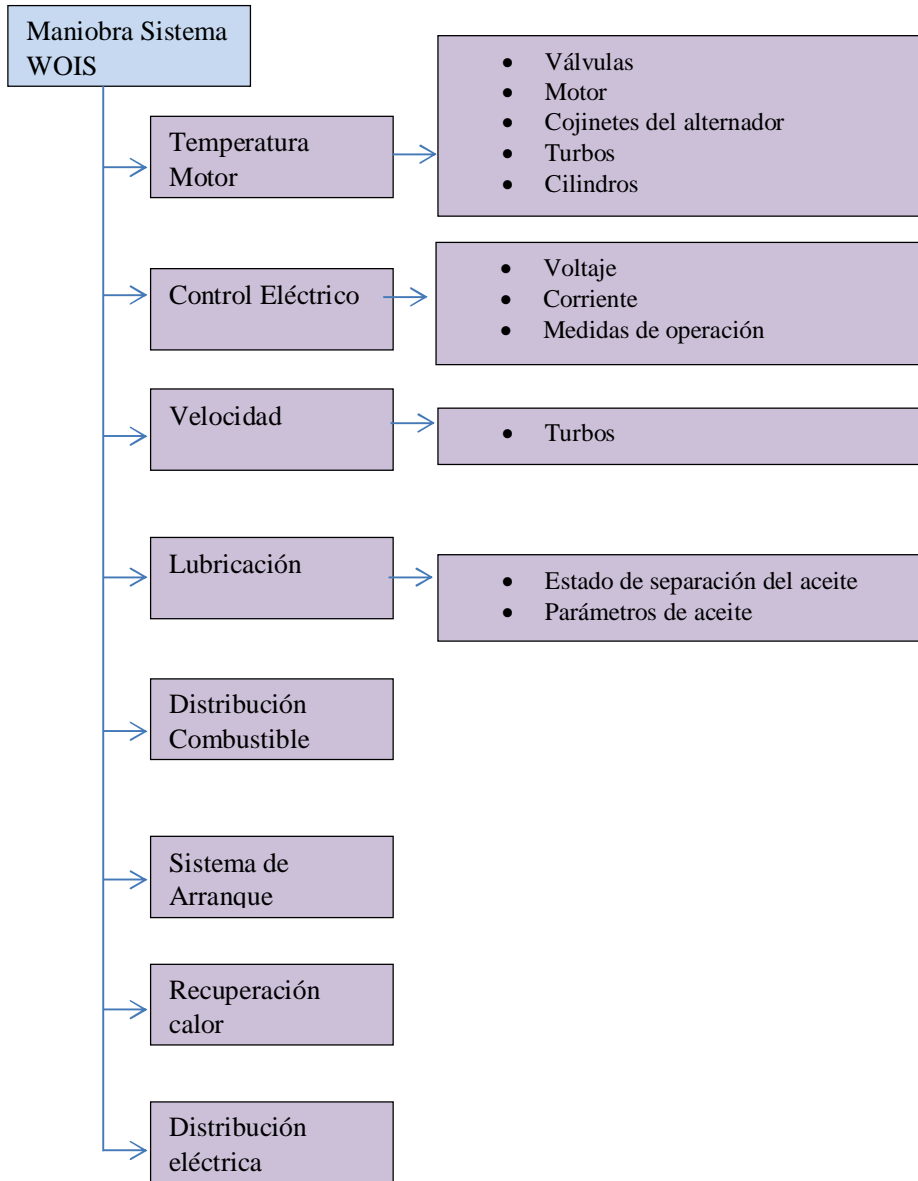 Maniobra Sistema
WOIS
Temperatura
Motor
• Válvulas
• Motor
• Cojinetes del alternador
• Turbos
• Cilindros
Control Eléctrico
• Voltaje
• Corriente
• Medidas de operación
Velocidad
• Turbos
Lubricación
• Estado de separación del aceite
• Parámetros de aceite
Distribución
Combustible
Sistema de
Arranque
Recuperación
calor
Distribución
eléctrica